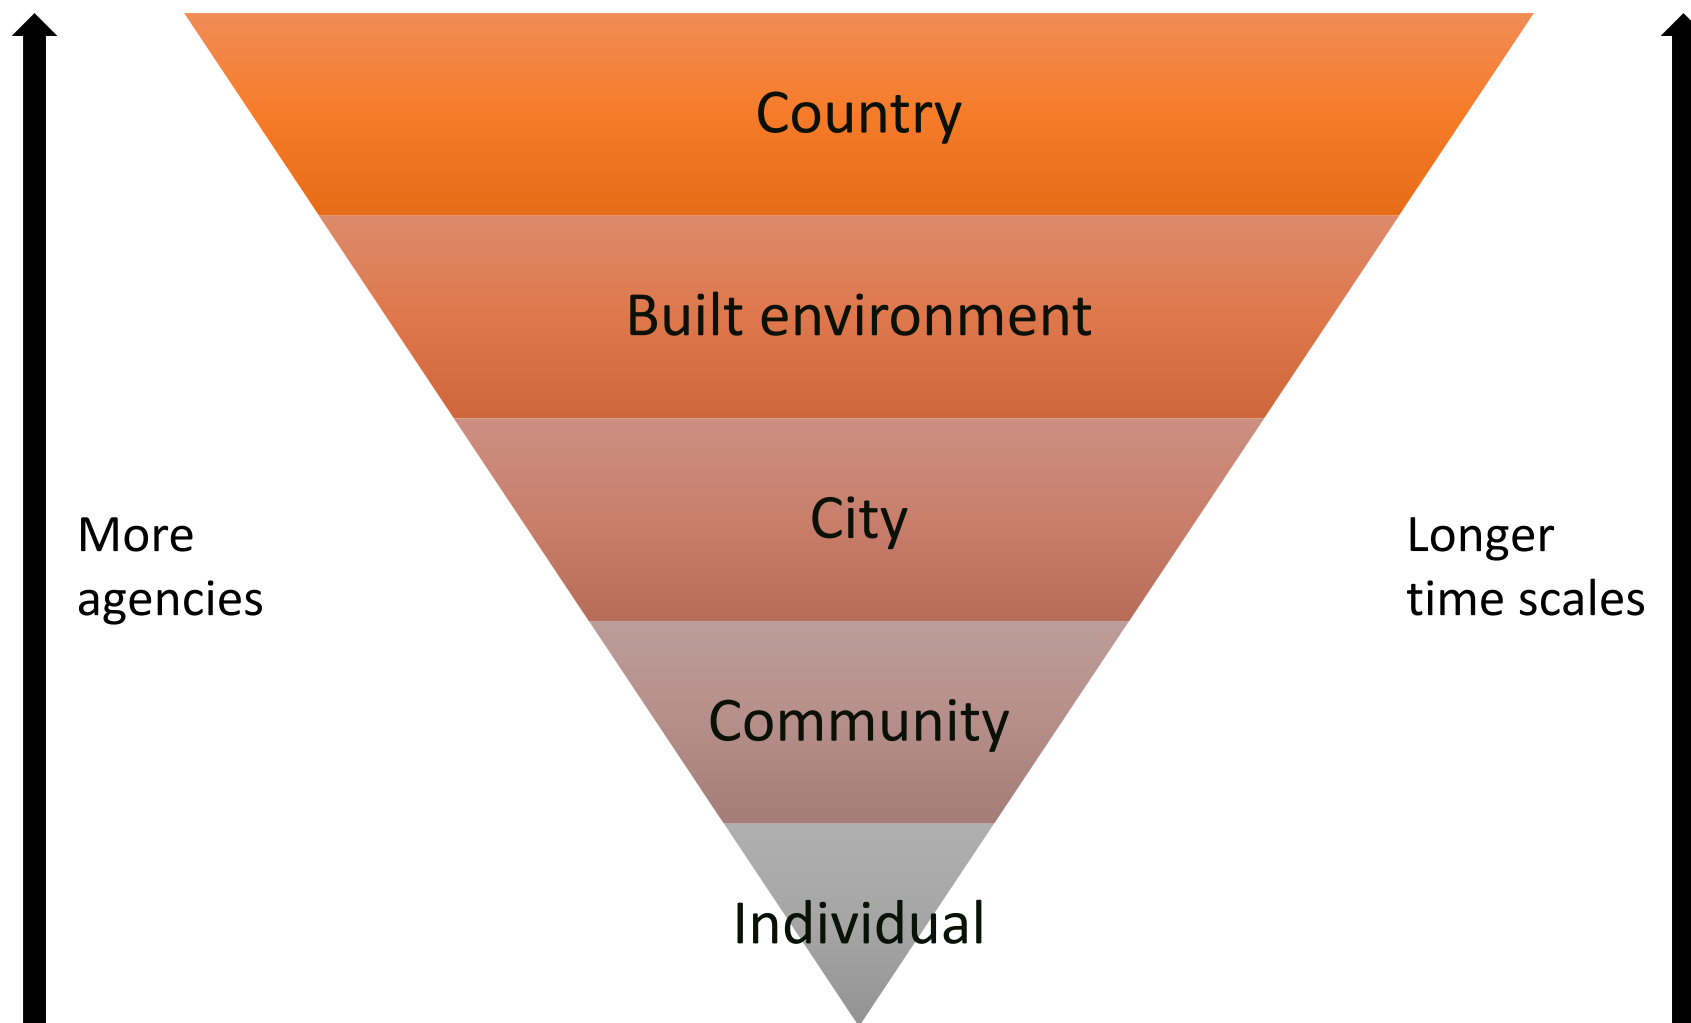 Country
Built environment
City
More
agencies
Longer
time scales
Community
Individual